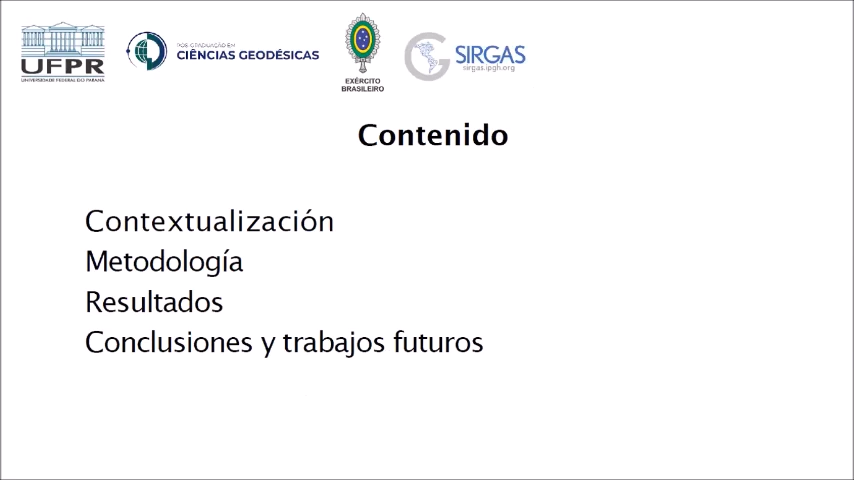 UFPR
UNIVERSIDADE FEDERAL DO PARANÁ
PÓS-GRADUAÇÃO EM
CIÊNCIAS GEODÉSICAS
EXÉRCITO
BRASILEIRO
SIRGAS
sirgas.ipgh.org
Contenido
Contextualización
Metodología
Resultados
Conclusiones y trabajos futuros